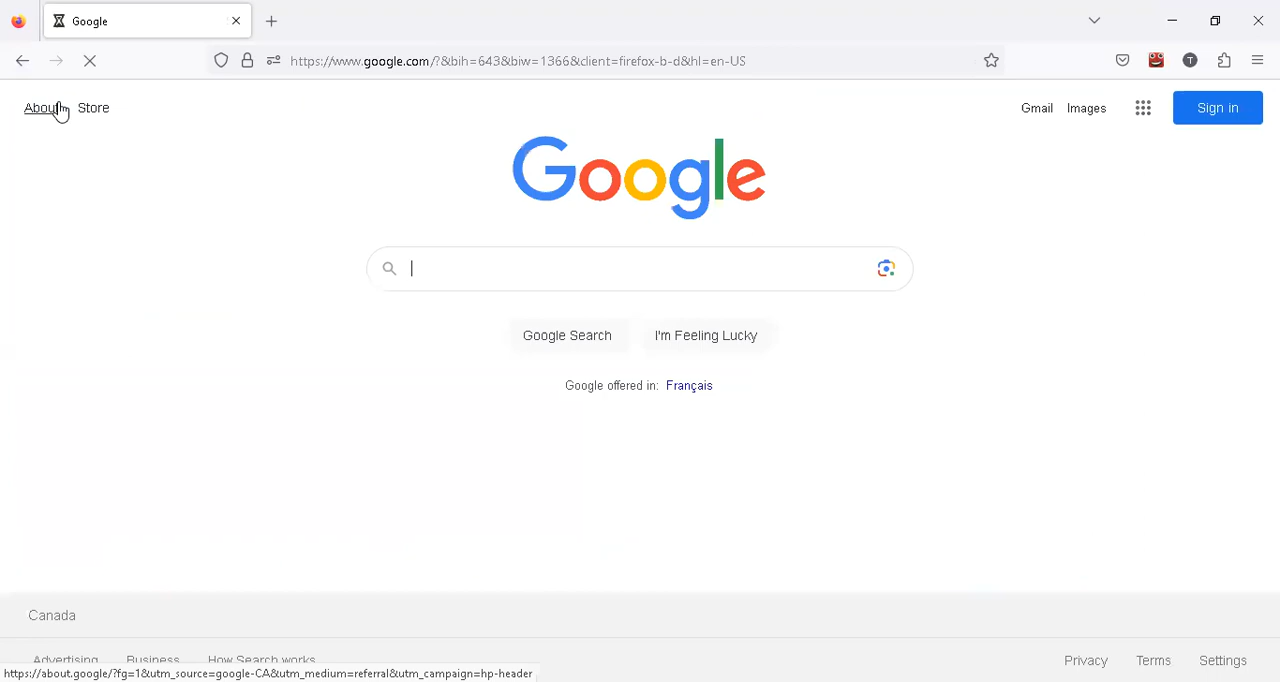 Google
https://www.google.com/?&bih=643&biw=1366&client=firefox-b-d&hl=en-US
T
About Store
Gmail Images Sign in
Google
Google Search I'm Feeling Lucky
Google offered in: Français
Canada
Advertising Business How Search works Privacy Terms Settings
https://about.google/?fg=1&utm_source=google-CA&utm_medium=referral&utm_campaign=hp-header